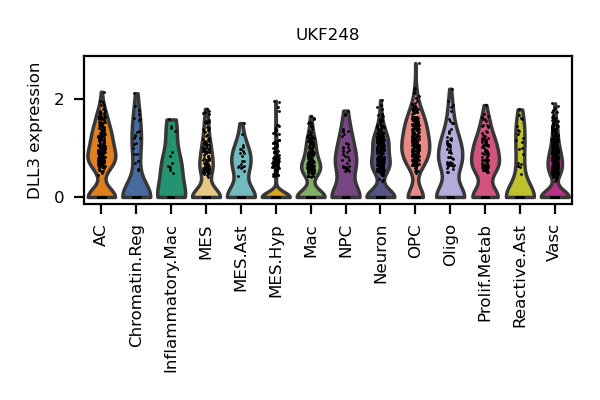 UKF248
DLL3 expression
2
0
AC
Chromatin.Reg
Inflammatory.Mac
MES
MES.Ast
MES.Hyp
Mac
NPC
Neuron
OPC
Oligo
Prolif.Metab
Reactive.Ast
Vasc